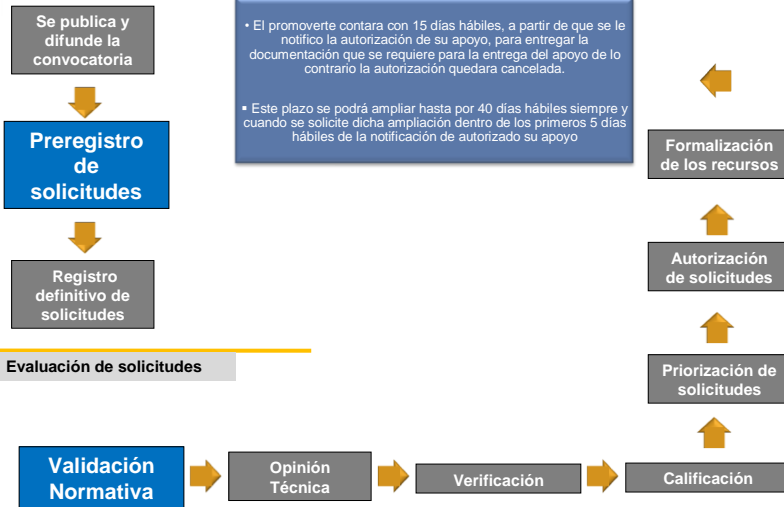 Se publica y
difunde la
convocatoria
Preregistro
de
solicitudes
Registro
definitivo de
solicitudes
• El promoverte contara con 15 días hábiles, a partir de que se le
notifico la autorización de su apoyo, para entregar la
documentación que se requiere para la entrega del apoyo de lo
contrario la autorización quedara cancelada.
▪ Este plazo se podrá ampliar hasta por 40 días hábiles siempre y
cuando se solicite dicha ampliación dentro de los primeros 5 días
hábiles de la notificación de autorizado su apoyo
Formalización
de los recursos
Autorización
de solicitudes
Priorización de
solicitudes
Evaluación de solicitudes
Validación
Normativa
Opinión
Técnica
Verificación
Calificación